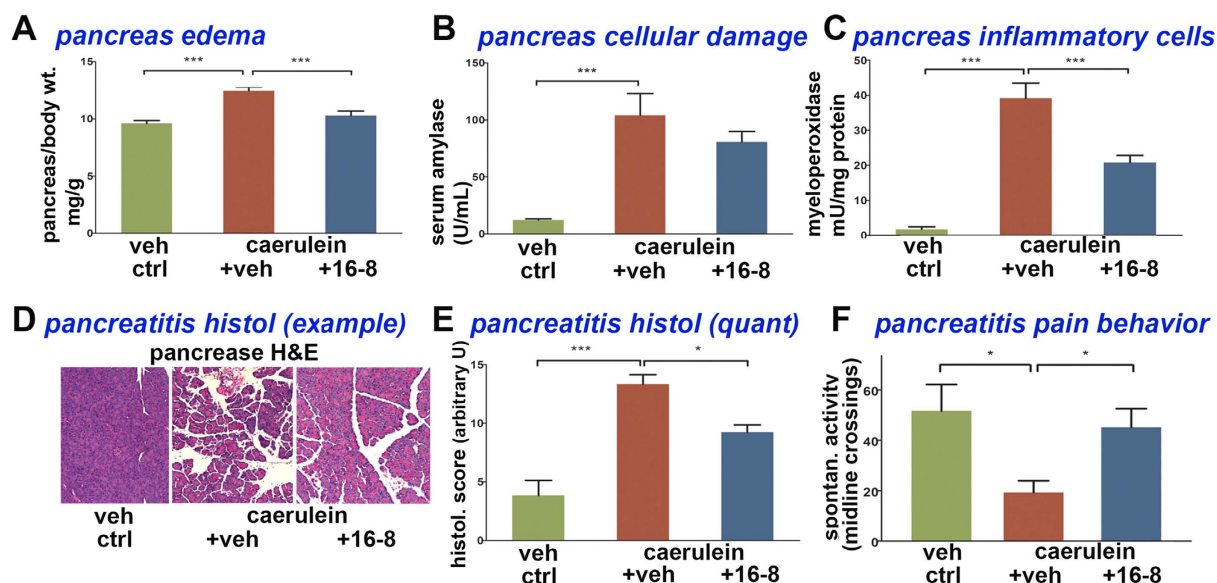 A pancreas edema
pancreas/body wt.
mg/g
15
10
5
0
***
***
veh
ctrl
caerulein
+veh
+16-8
B pancreas cellular damage
serum amylase
(U/mL)
150
100
50
0
***
veh
ctrl
caerulein
+veh
+16-8
C pancreas inflammatory cells
myeloperoxidase
mU/mg protein
50
40
30
20
10
0
***
***
veh
ctrl
caerulein
+veh
+16-8
D pancreatitis histol (example)
pancrease H&E
veh
ctrl
caerulein
+veh
+16-8
E pancreatitis histol (quant)
histol. score (arbitrary U)
15
10
5
0
***
*
veh
ctrl
caerulein
+veh
+16-8
F pancreatitis pain behavior
spontan. activity
(midline crossings)
60
40
20
0
*
*
veh
ctrl
caerulein
+veh
+16-8